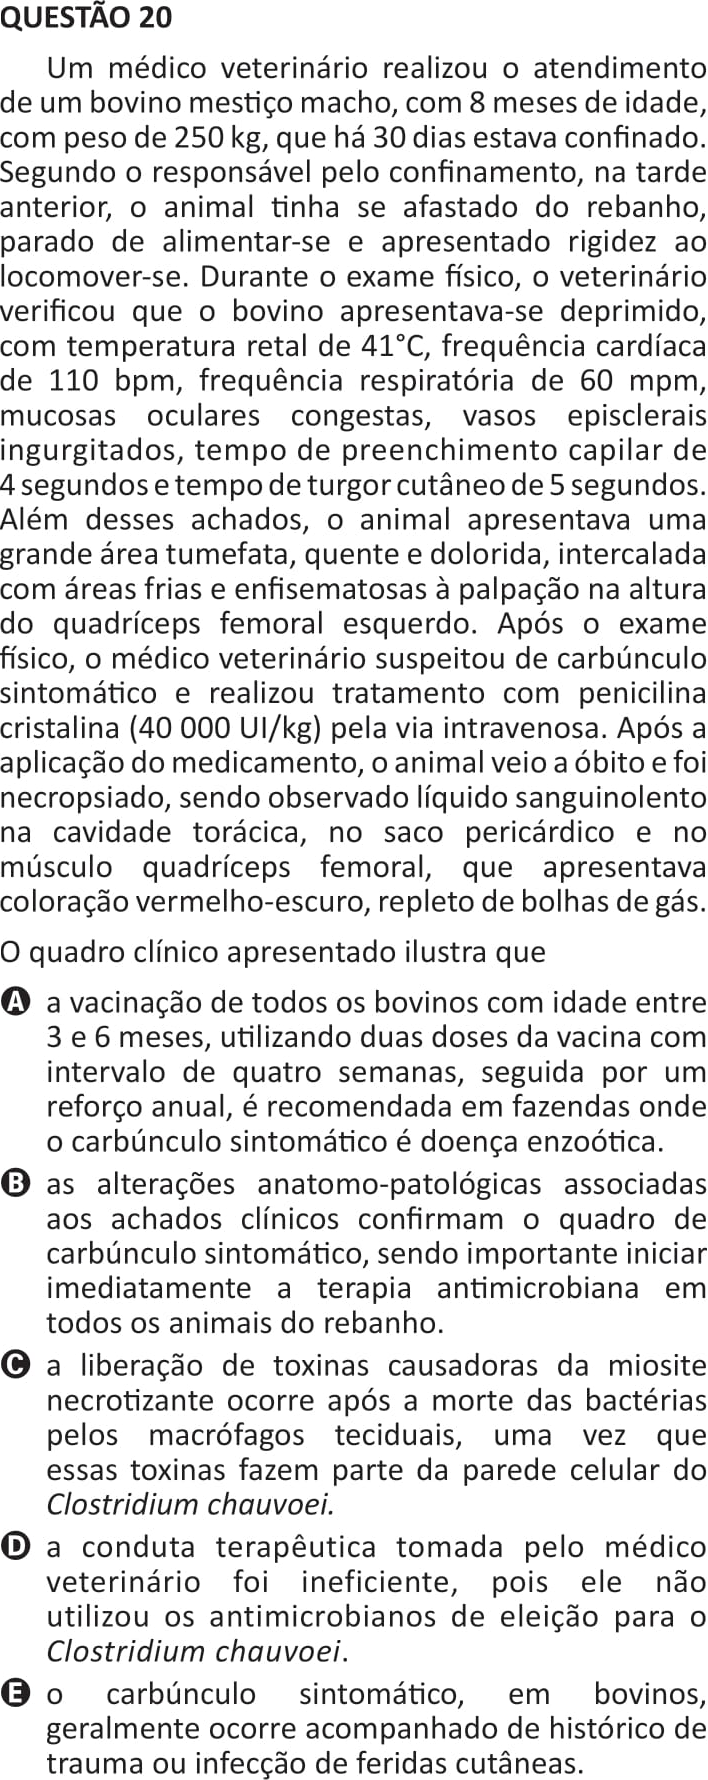 QUESTÃO 20
Um médico veterinário realizou o atendimento
de um bovino mestiço macho, com 8 meses de idade,
com peso de 250 kg, que há 30 dias estava confinado.
Segundo o responsável pelo confinamento, na tarde
anterior, o animal tinha se afastado do rebanho,
parado de alimentar-se e apresentado rigidez ao
locomover-se. Durante o exame físico, o veterinário
verificou que o bovino apresentava-se deprimido,
com temperatura retal de 41°C, frequência cardíaca
de 110 bpm, frequência respiratória de 60 mpm,
mucosas oculares congestas, vasos episclerais
ingurgitados, tempo de preenchimento capilar de
4 segundos e tempo de turgor cutâneo de 5 segundos.
Além desses achados, o animal apresentava uma
grande área tumefata, quente e dolorida, intercalada
com áreas frias e enfisematosas à palpação na altura
do quadríceps femoral esquerdo. Após o exame
físico, o médico veterinário suspeitou de carbúnculo
sintomático e realizou tratamento com penicilina
cristalina (40 000 UI/kg) pela via intravenosa. Após a
aplicação do medicamento, o animal veio a óbito e foi
necropsiado, sendo observado líquido sanguinolento
na cavidade torácica, no saco pericárdico e no
músculo quadríceps femoral, que apresentava
coloração vermelho-escuro, repleto de bolhas de gás.
O quadro clínico apresentado ilustra que
A a vacinação de todos os bovinos com idade entre
3 e 6 meses, utilizando duas doses da vacina com
intervalo de quatro semanas, seguida por um
reforço anual, é recomendada em fazendas onde
o carbúnculo sintomático é doença enzoótica.
B as alterações anatomo-patológicas associadas
aos achados clínicos confirmam o quadro de
carbúnculo sintomático, sendo importante iniciar
imediatamente a terapia antimicrobiana em
todos os animais do rebanho.
C a liberação de toxinas causadoras da miosite
necrotizante ocorre após a morte das bactérias
pelos macrófagos teciduais, uma vez que
essas toxinas fazem parte da parede celular do
Clostridium chauvoei.
D a conduta terapêutica tomada pelo médico
veterinário foi ineficiente, pois ele não
utilizou os antimicrobianos de eleição para o
Clostridium chauvoei.
E o carbúnculo sintomático, em bovinos,
geralmente ocorre acompanhado de histórico de
trauma ou infecção de feridas cutâneas.